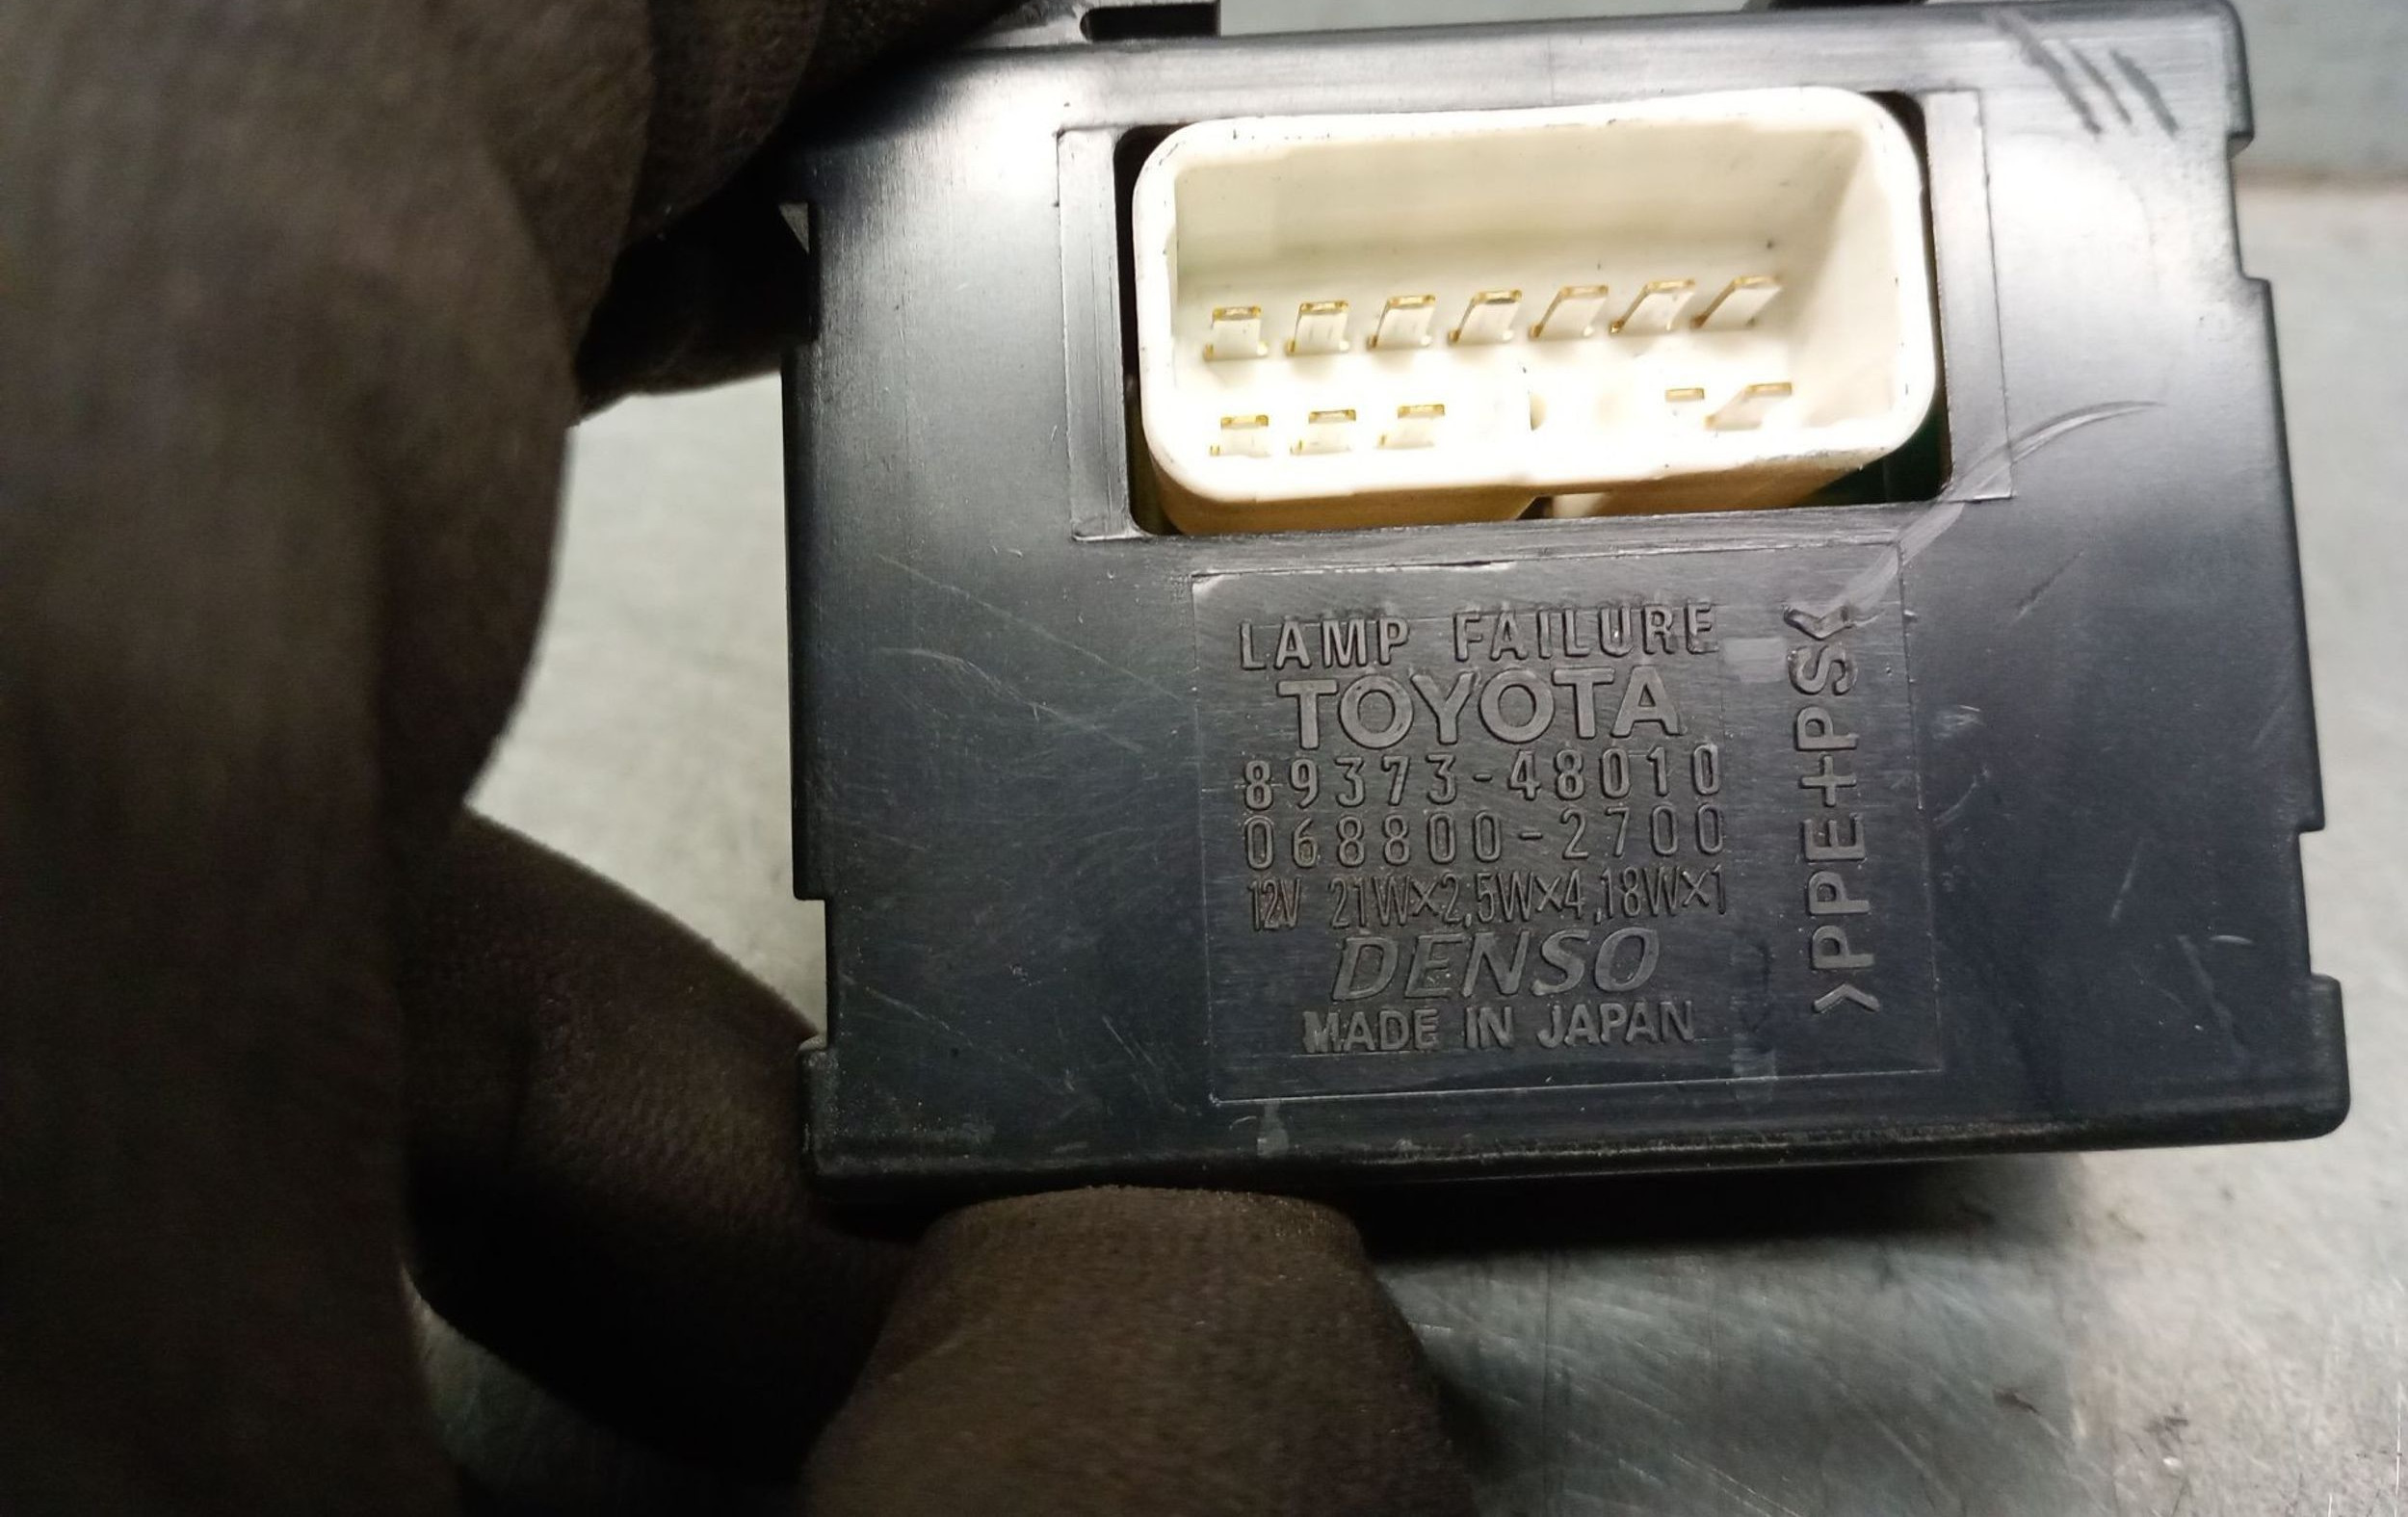 LAMP FAILURE
TOYOTA
89373-48010
068800-2700
12V 21W×2,5W×4,18W×1
DENSO
MADE IN JAPAN
>PPE+PS<